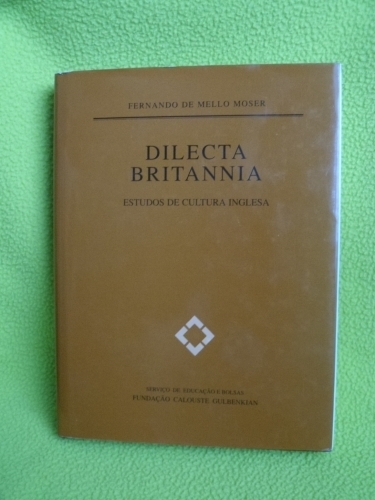 FERNANDO DE MELLO MOSER
DILECTA
BRITANNIA
ESTUDOS DE CULTURA INGLESA
SERVIÇO DE EDUCAÇÃO E BOLSAS
FUNDAÇÃO CALOUSTE GULBENKIAN